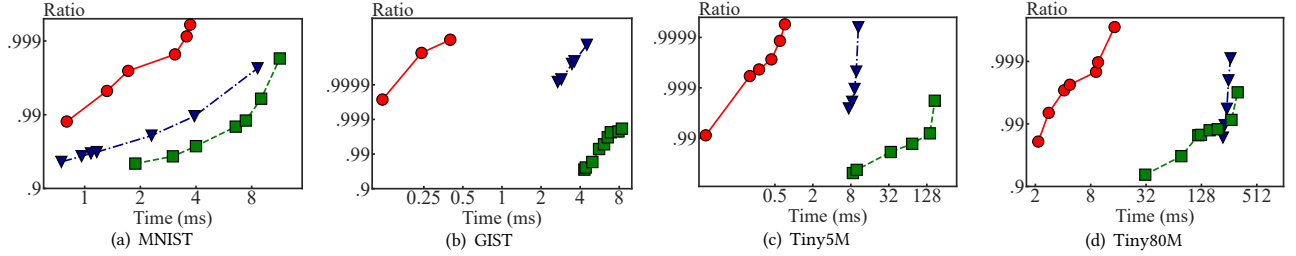 Ratio
.999
.99
.9
1 2 4 8
Time (ms)
(a) MNIST
Ratio
.9999
.999
.99
.9
0.25 0.5 1 2 4 8
Time (ms)
(b) GIST
Ratio
.9999
.999
.99
0.5 2 8 32 128
Time (ms)
(c) Tiny5M
Ratio
.999
.99
.9
2 8 32 128 512
Time (ms)
(d) Tiny80M